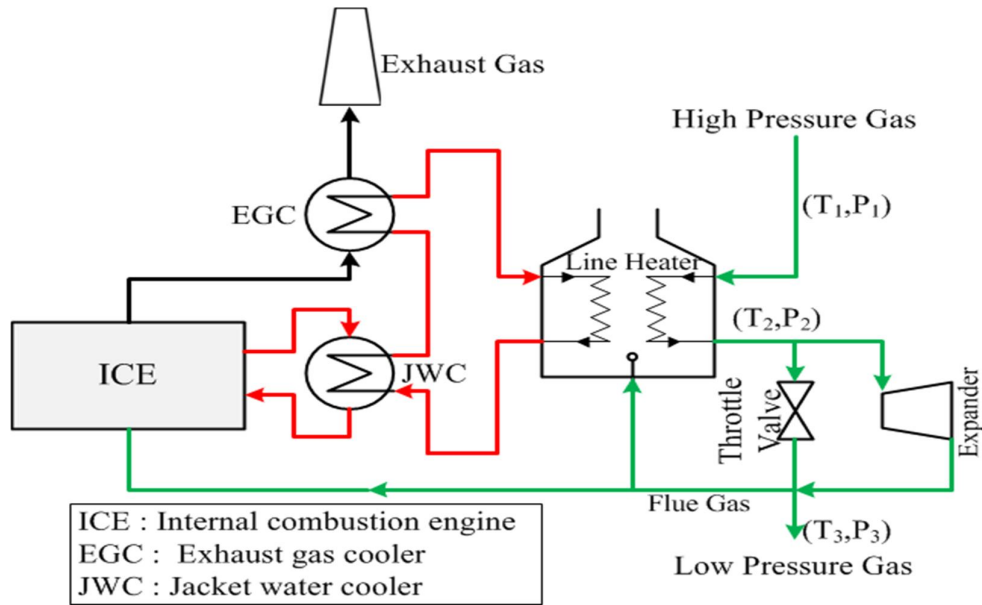 Exhaust Gas
High Pressure Gas
EGC
(T₁,P₁)
Line Heater
(T₂,P₂)
ICE
JWC
Throttle
Valve
Expander
Flue Gas
(T₃,P₃)
Low Pressure Gas
ICE : Internal combustion engine
EGC : Exhaust gas cooler
JWC : Jacket water cooler